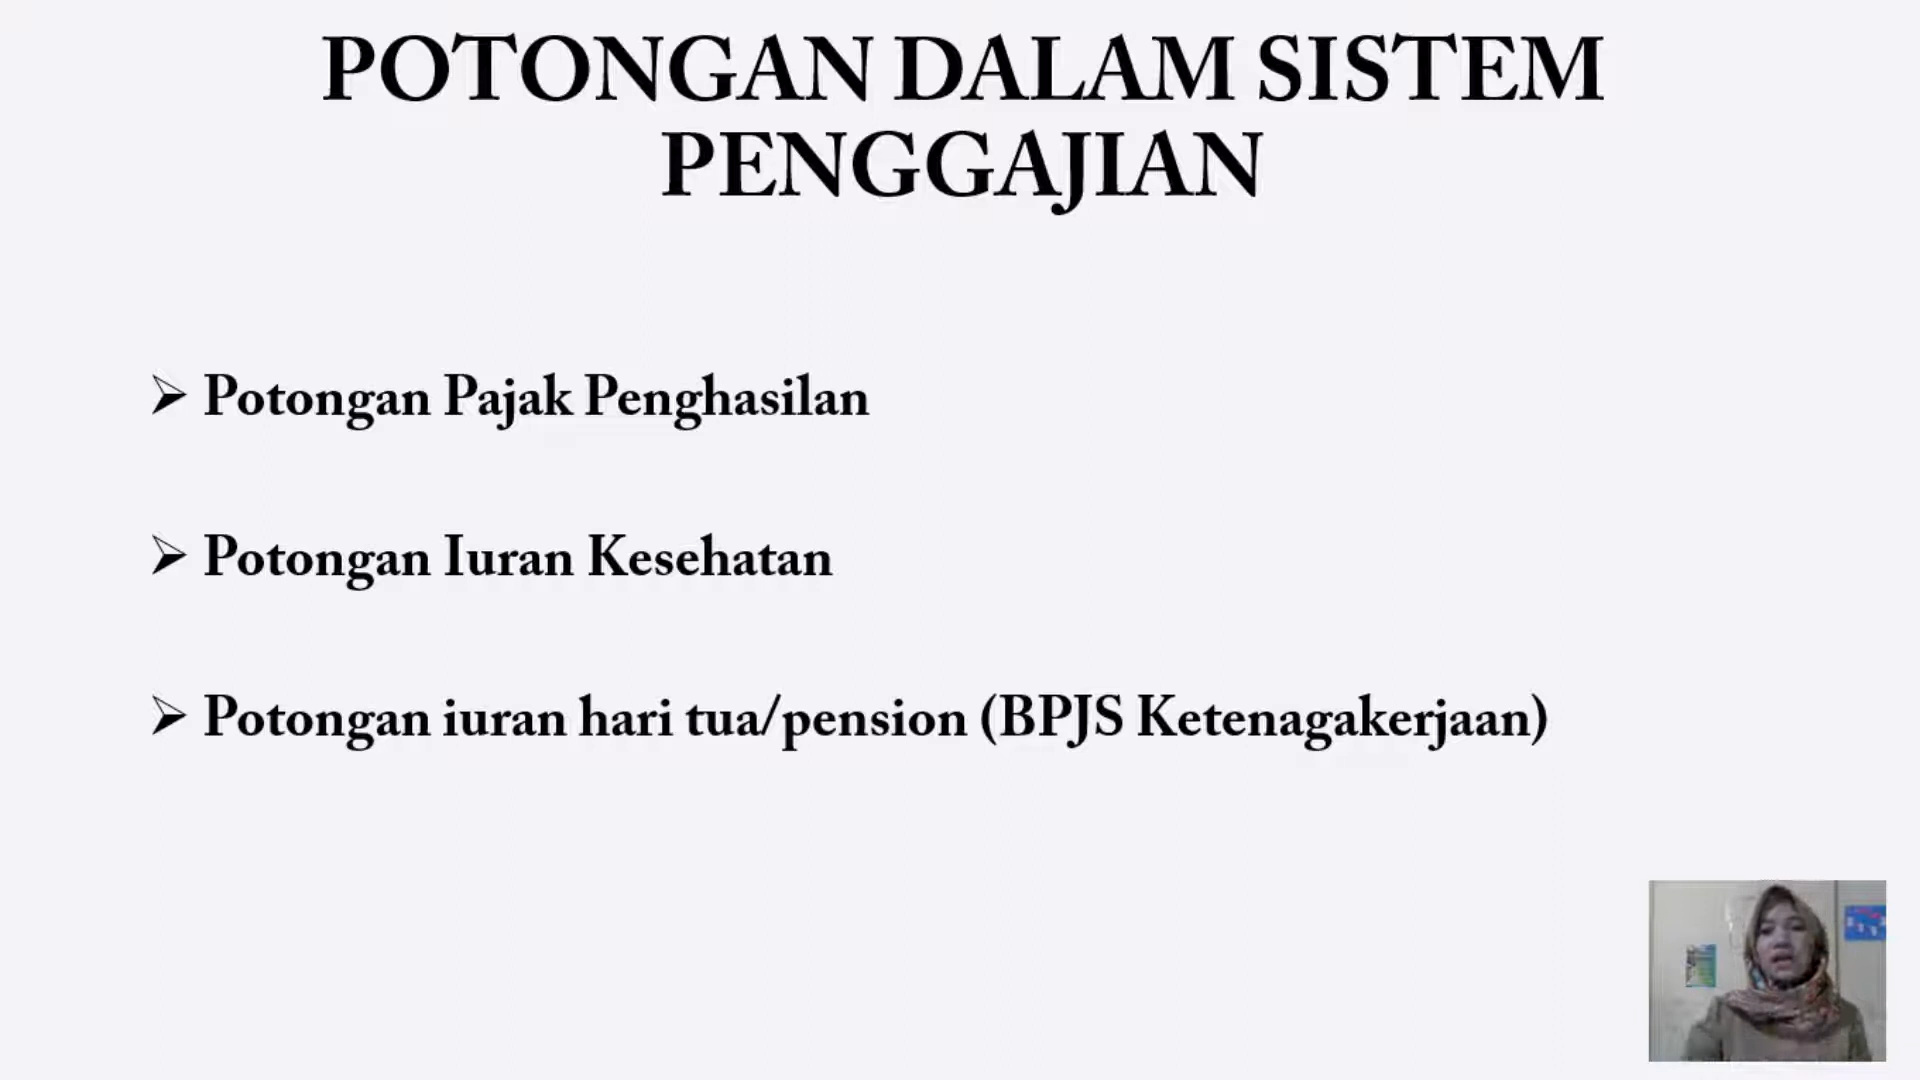 POTONGAN DALAM SISTEM
PENGGAJIAN
Potongan Pajak Penghasilan
Potongan Iuran Kesehatan
Potongan iuran hari tua/pension (BPJS Ketenagakerjaan)